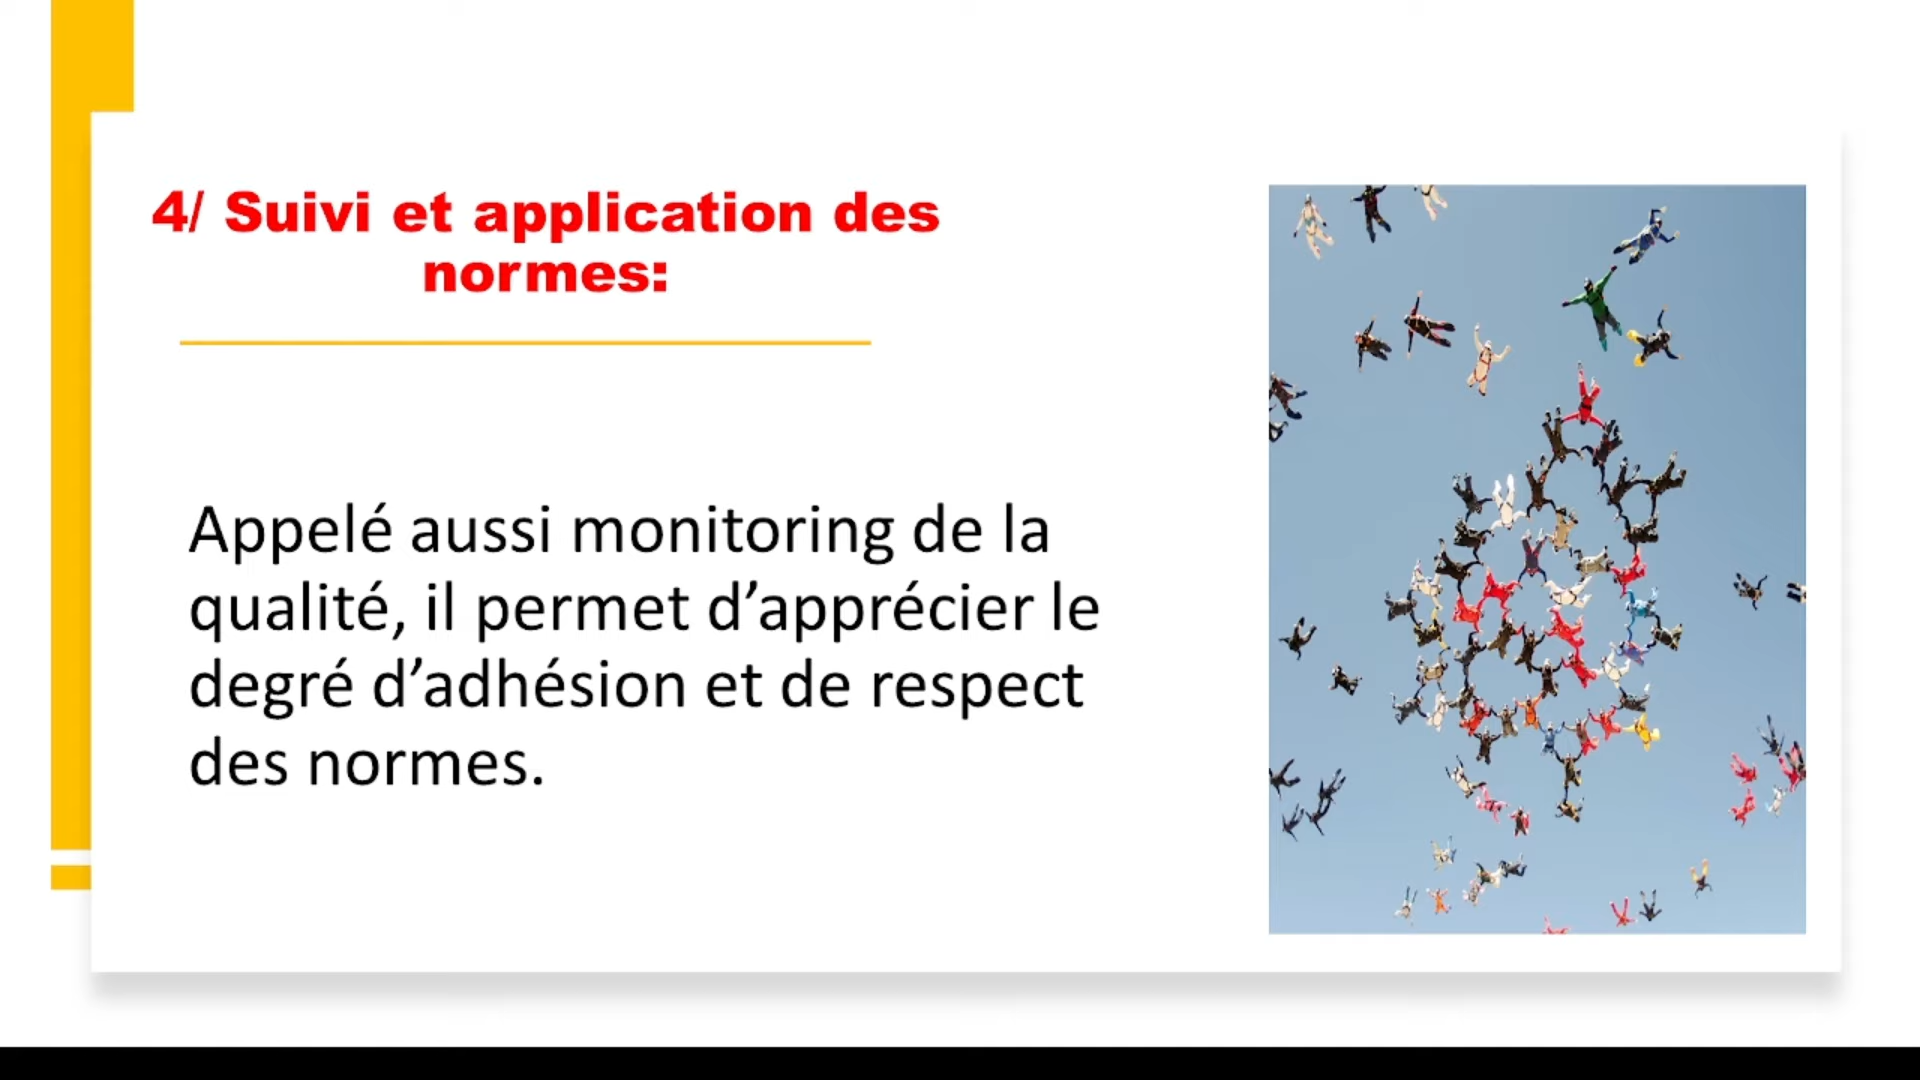 4/ Suivi et application des
normes:
Appelé aussi monitoring de la
qualité, il permet d’apprécier le
degré d’adhésion et de respect
des normes.